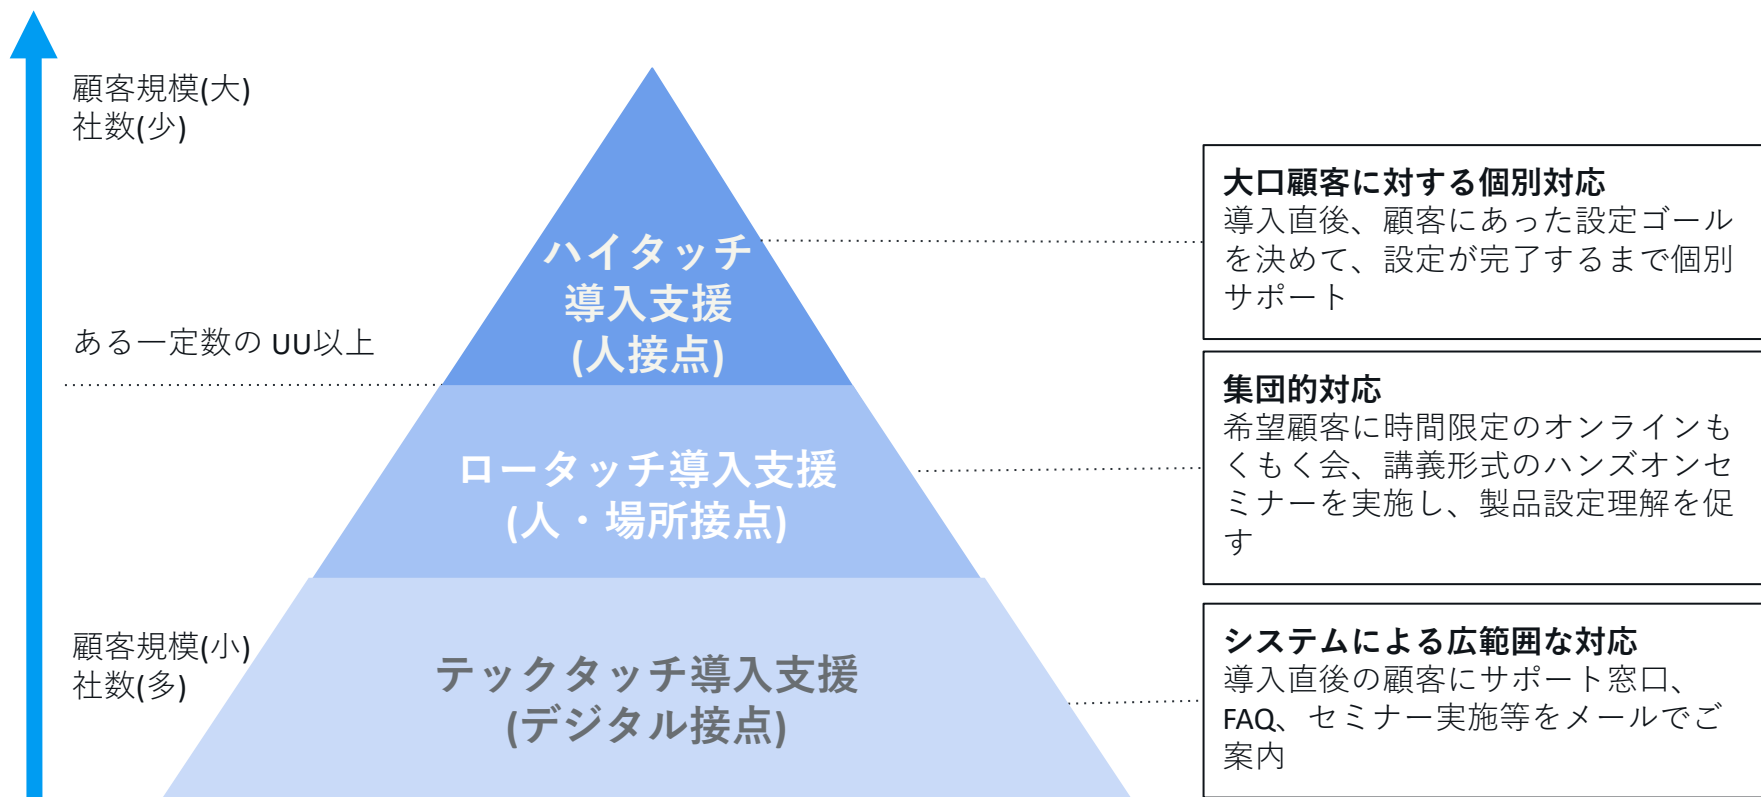 顧客規模(大)
社数(少)
ハイタッチ
導入支援
(人接点)
大口顧客に対する個別対応
導入直後、顧客にあった設定ゴール
を決めて、設定が完了するまで個別
サポート
ある一定数の UU以上
ロータッチ導入支援
(人・場所接点)
集団的対応
希望顧客に時間限定のオンラインも
くもく会、講義形式のハンズオンセ
ミナーを実施し、製品設定理解を促
す
顧客規模(小)
社数(多)
テックタッチ導入支援
(デジタル接点)
システムによる広範囲な対応
導入直後の顧客にサポート窓口、
FAQ、セミナー実施等をメールでご
案内